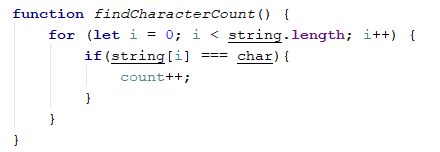 function findCharacterCount() {
    for (let i = 0; i < string.length; i++) {
        if(string[i] === char){
            count++;
        }
    }
}